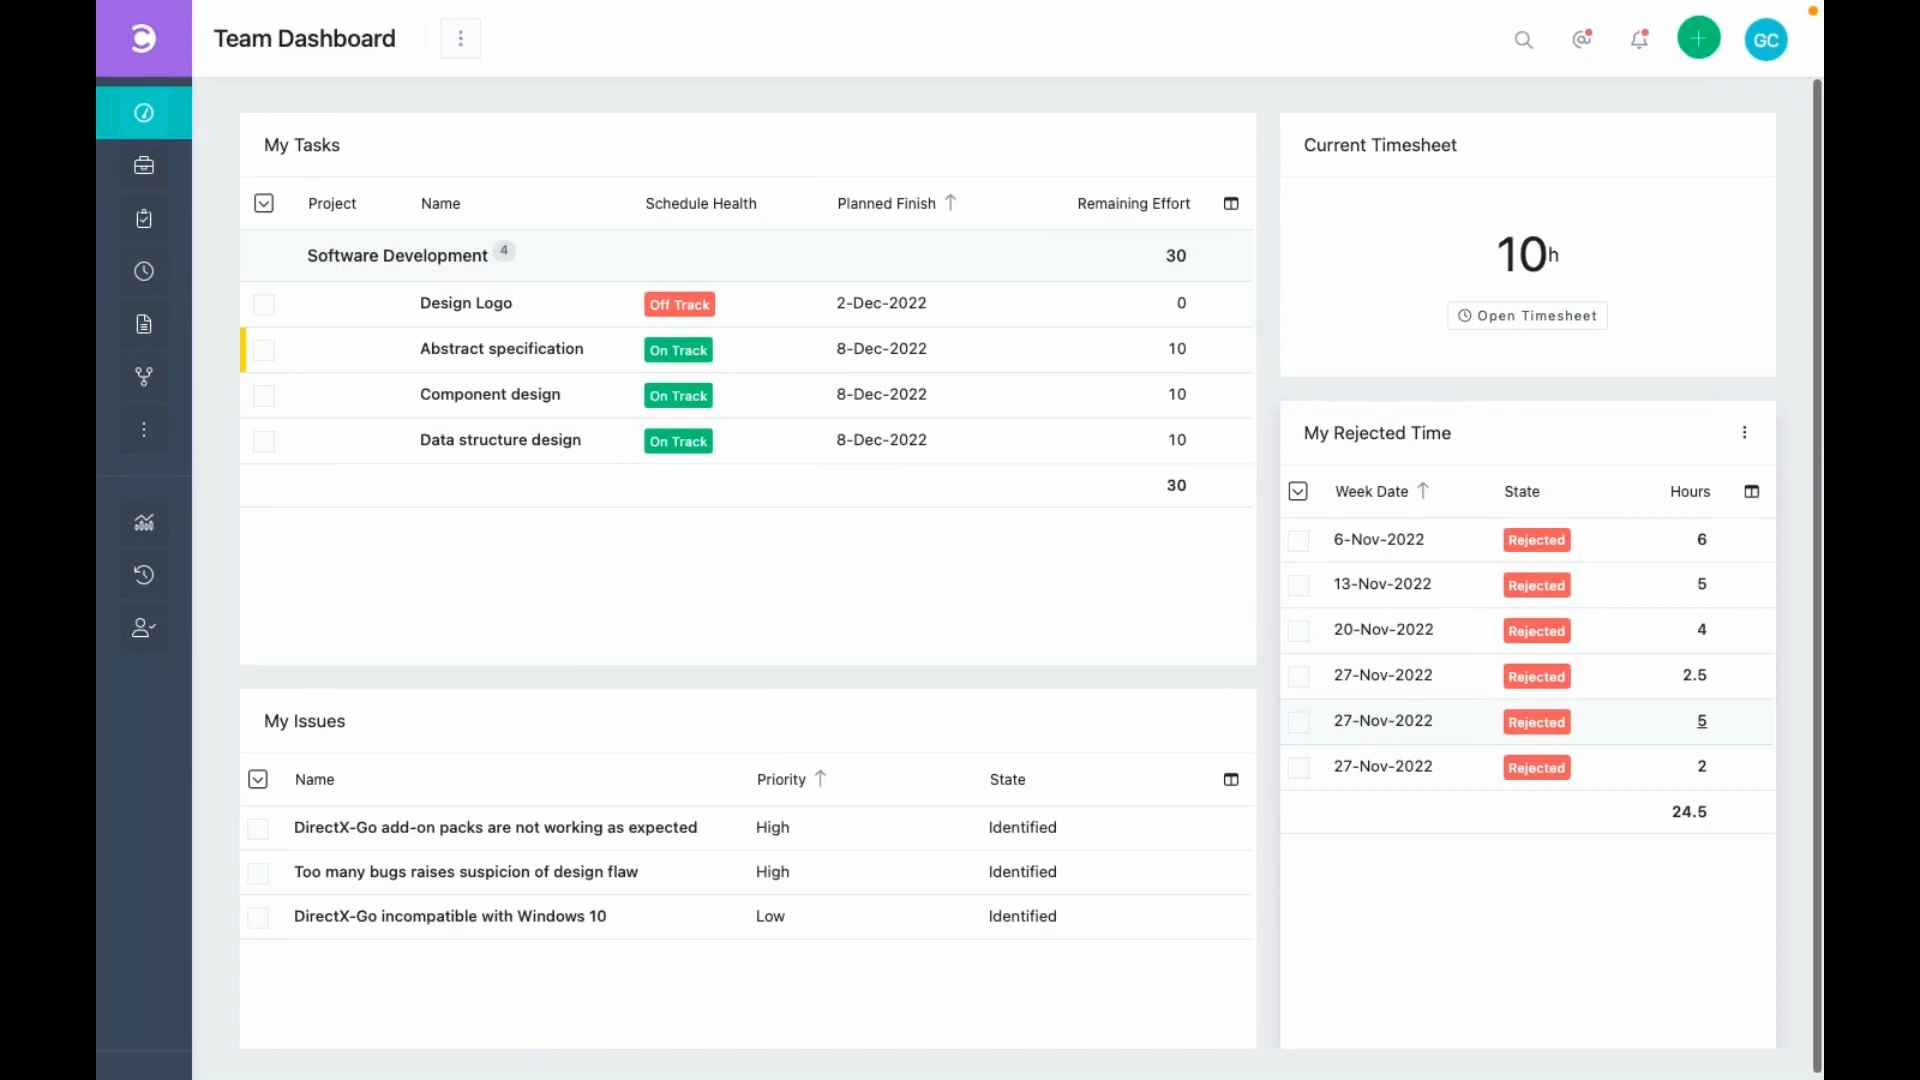 Team Dashboard
GC
My Tasks
Project Name Schedule Health Planned Finish Remaining Effort
Software Development 4 30
Design Logo Off Track 2-Dec-2022 0
Abstract specification On Track 8-Dec-2022 10
Component design On Track 8-Dec-2022 10
Data structure design On Track 8-Dec-2022 10
30
My Issues
Name Priority State
DirectX-Go add-on packs are not working as expected High Identified
Too many bugs raises suspicion of design flaw High Identified
DirectX-Go incompatible with Windows 10 Low Identified
Current Timesheet
10h
Open Timesheet
My Rejected Time
Week Date State Hours
6-Nov-2022 Rejected 6
13-Nov-2022 Rejected 5
20-Nov-2022 Rejected 4
27-Nov-2022 Rejected 2.5
27-Nov-2022 Rejected 5
27-Nov-2022 Rejected 2
24.5